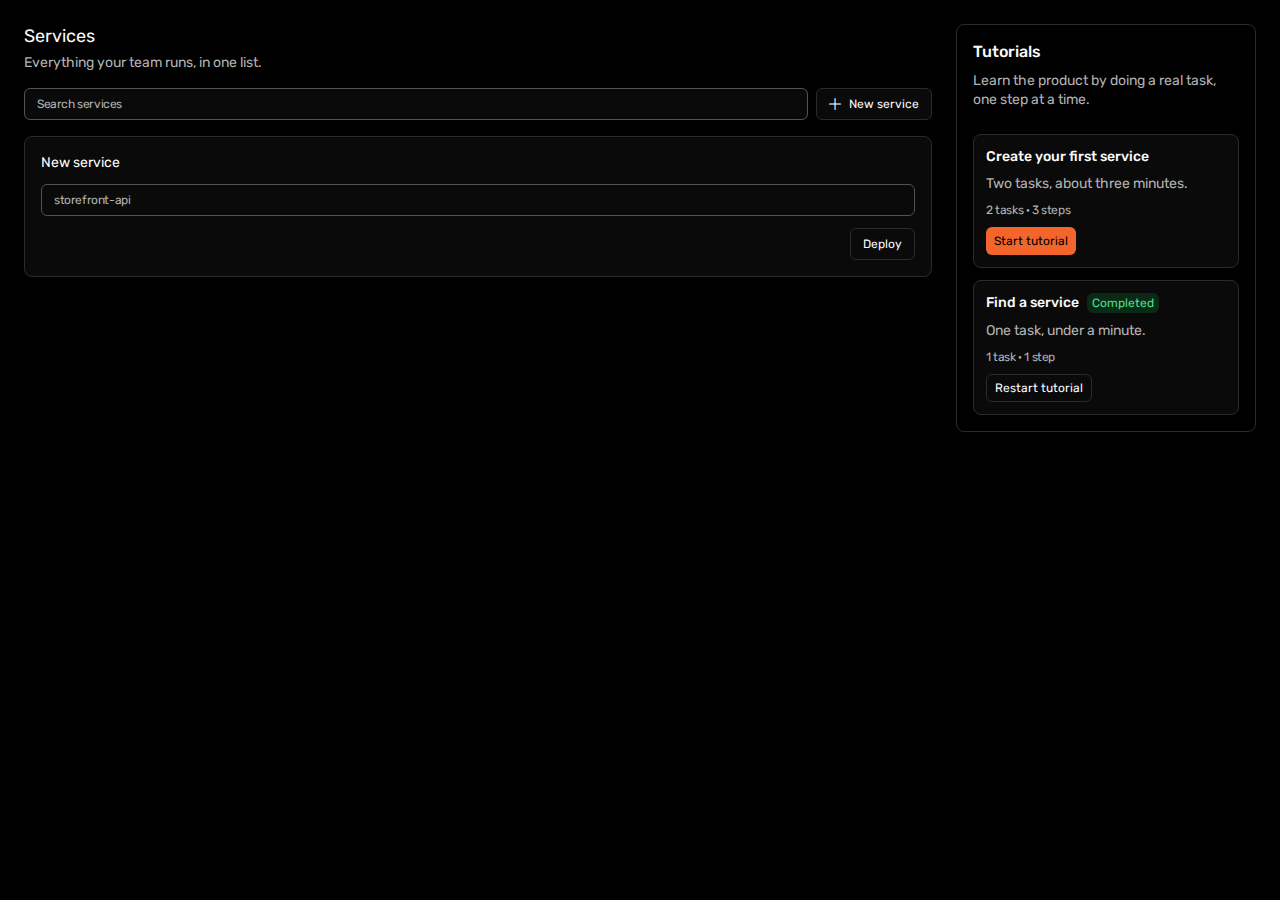 Services
Everything your team runs, in one list.
Search services
New service
New service
storefront-api
Deploy
Tutorials
Learn the product by doing a real task,
one step at a time.
Create your first service
Two tasks, about three minutes.
2 tasks • 3 steps
Start tutorial
Find a service Completed
One task, under a minute.
1 task • 1 step
Restart tutorial